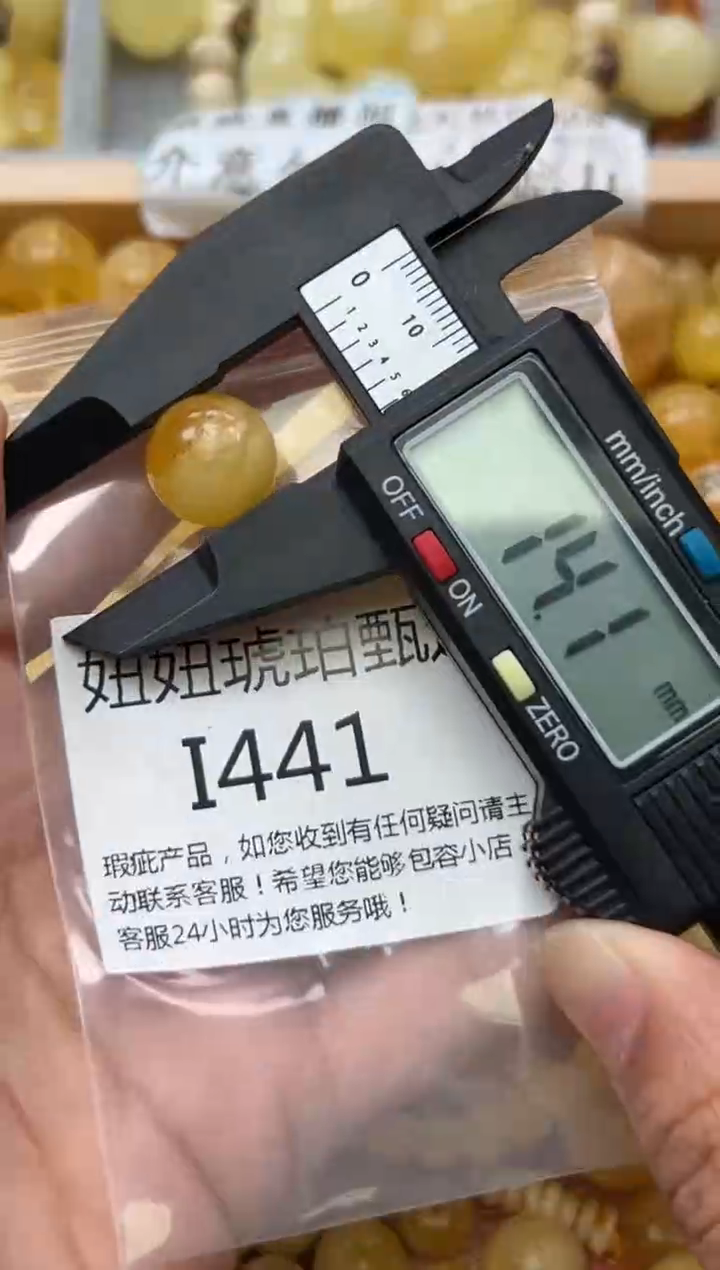 介意
0
10
1 2 3 4 5 6
mm/inch
OFF
ON
14.1
mm
ZERO
妞妞琥珀甄
I441
瑕疵产品，如您收到有任何疑问请主
动联系客服！希望您能够包容小店
客服24小时为您服务哦！